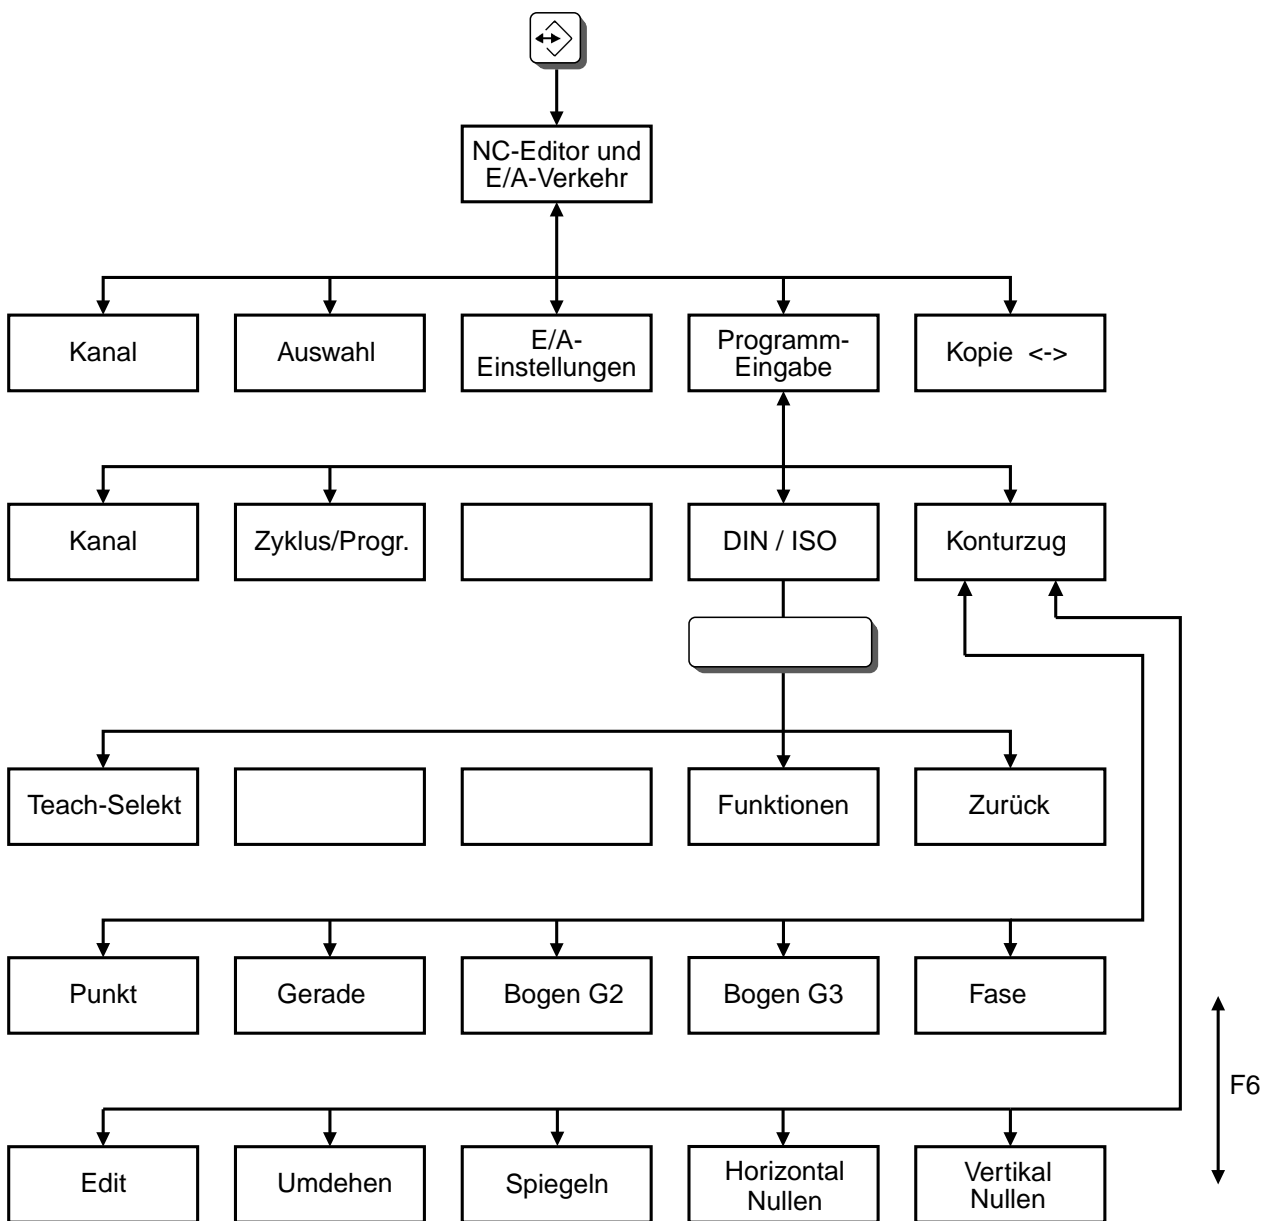 NC-Editor und
E/A-Verkehr
Kanal
Auswahl
E/A-
Einstellungen
Programm-
Eingabe
Kopie <->
Kanal
Zyklus/Progr.
DIN / ISO
Konturzug
Teach-Selekt
Funktionen
Zurück
Punkt
Gerade
Bogen G2
Bogen G3
Fase
F6
Edit
Umdehen
Spiegeln
Horizontal
Nullen
Vertikal
Nullen